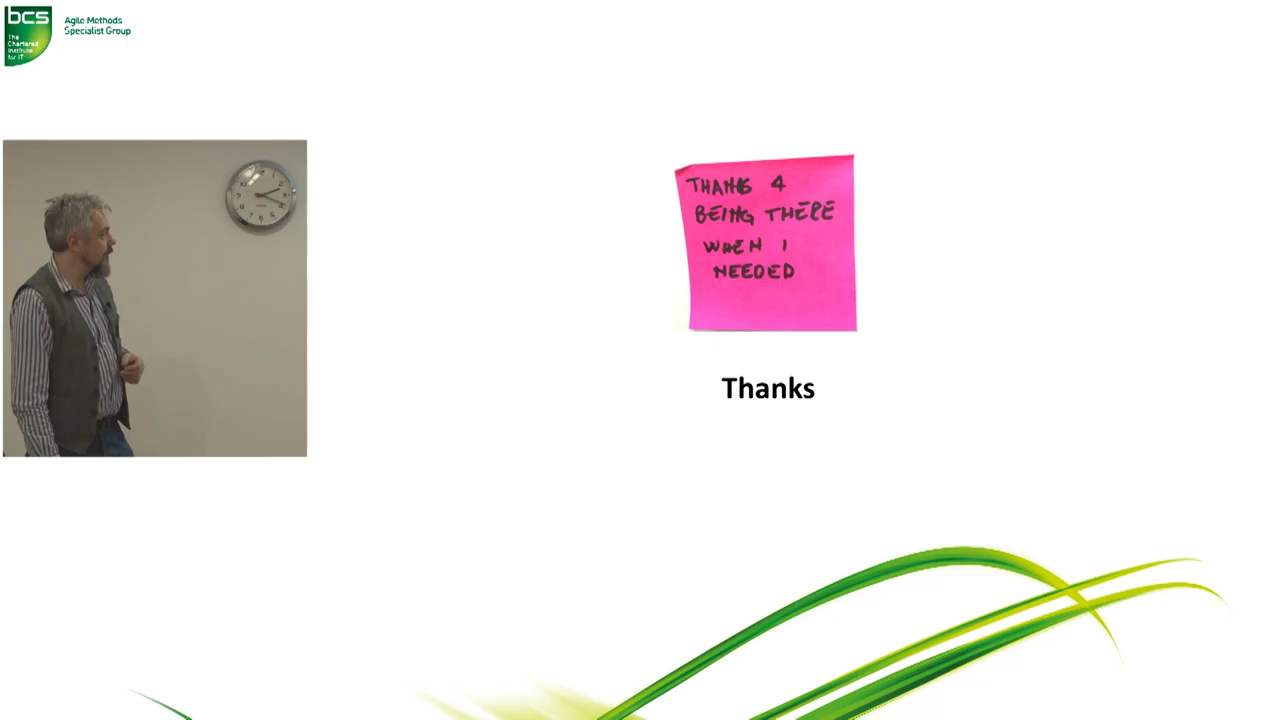 bcs
The
Chartered
Institute
for IT
Agile Methods
Specialist Group
THANKS 4
BEING THERE
WHEN I
NEEDED
Thanks